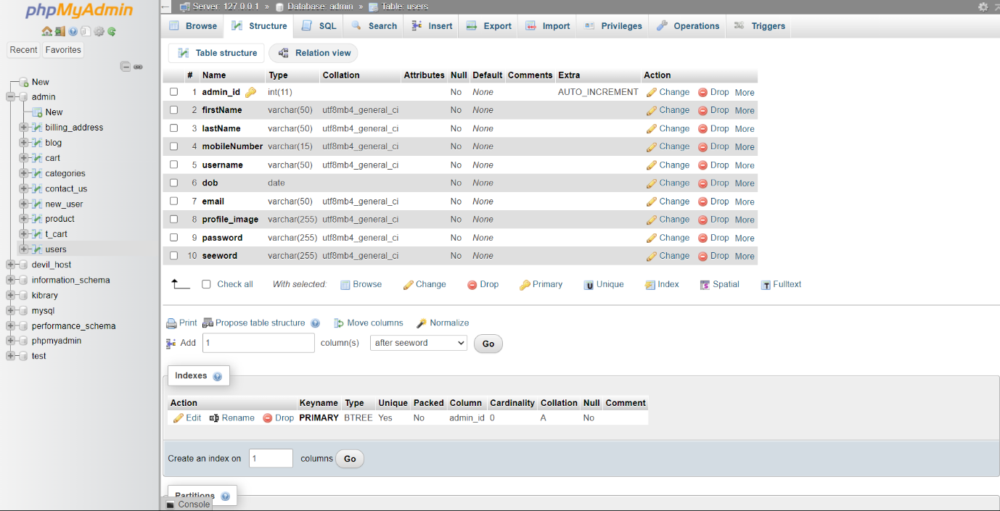 phpMyAdmin
Recent Favorites
New
admin
New
billing_address
blog
cart
categories
contact_us
new_user
product
t_cart
users
devil_host
information_schema
kibrary
mysql
performance_schema
phpmyadmin
test
Server: 127.0.0.1 » Database: admin » Table: users
Browse Structure SQL Search Insert Export Import Privileges Operations Triggers
Table structure Relation view
# Name Type Collation Attributes Null Default Comments Extra Action
1 admin_id int(11) No None AUTO_INCREMENT Change Drop More
2 firstName varchar(50) utf8mb4_general_ci No None Change Drop More
3 lastName varchar(50) utf8mb4_general_ci No None Change Drop More
4 mobileNumber varchar(15) utf8mb4_general_ci No None Change Drop More
5 username varchar(50) utf8mb4_general_ci No None Change Drop More
6 dob date No None Change Drop More
7 email varchar(50) utf8mb4_general_ci No None Change Drop More
8 profile_image varchar(255) utf8mb4_general_ci No None Change Drop More
9 password varchar(255) utf8mb4_general_ci No None Change Drop More
10 seeword varchar(255) utf8mb4_general_ci No None Change Drop More
Check all With selected: Browse Change Drop Primary Unique Index Spatial Fulltext
Print Propose table structure Move columns Normalize
Add 1 column(s) after seeword Go
Indexes
Action Keyname Type Unique Packed Column Cardinality Collation Null Comment
Edit Rename Drop PRIMARY BTREE Yes No admin_id 0 A No
Create an index on 1 columns Go
Partitions
Console